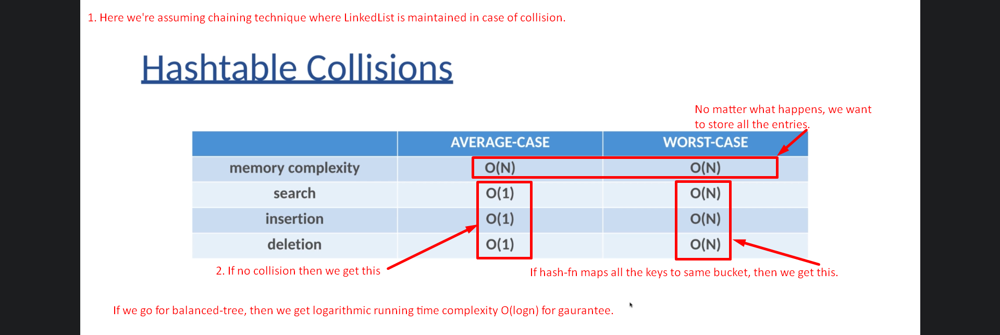 1. Here we're assuming chaining technique where LinkedList is maintained in case of collision.
Hashtable Collisions
No matter what happens, we want
to store all the entries.
AVERAGE-CASE WORST-CASE
memory complexity O(N) O(N)
search O(1) O(N)
insertion O(1) O(N)
deletion O(1) O(N)
2. If no collision then we get this
If hash-fn maps all the keys to same bucket, then we get this.
If we go for balanced-tree, then we get logarithmic running time complexity O(logn) for gaurantee.